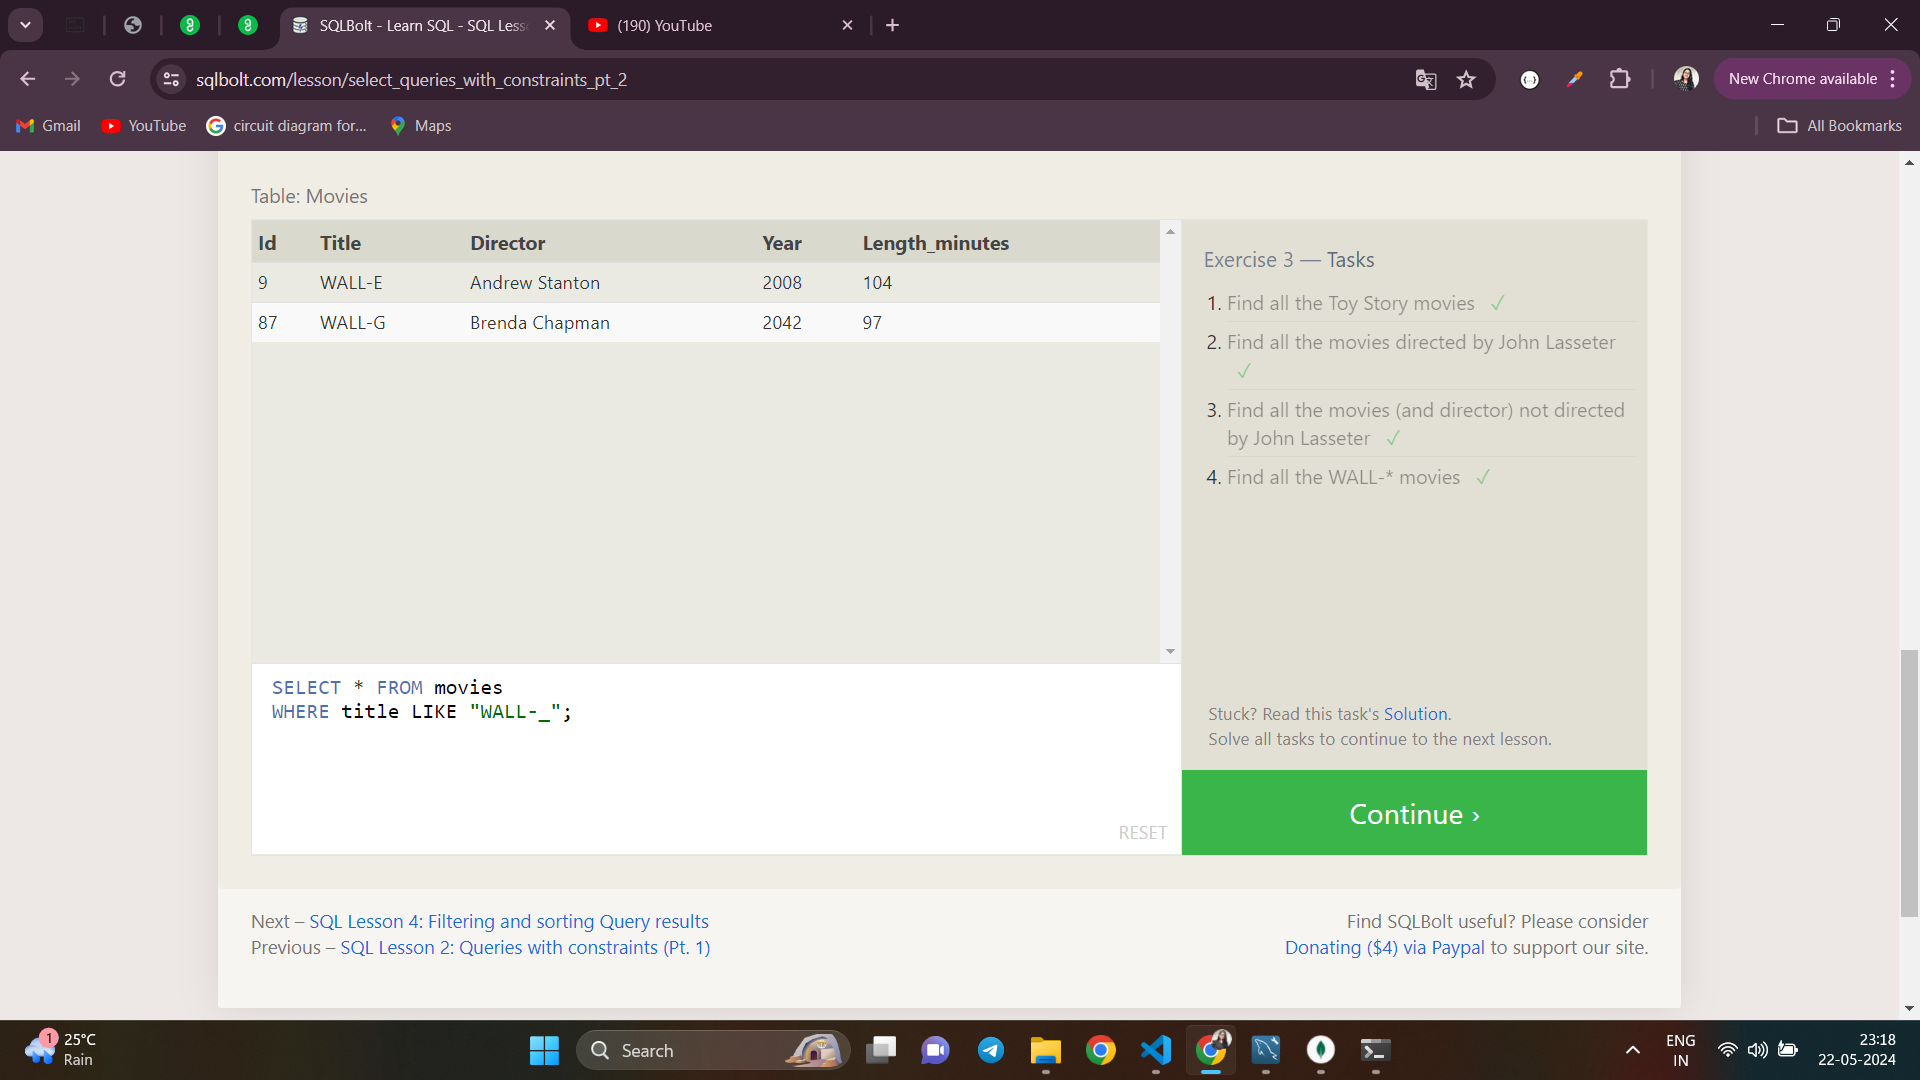 SQLBolt - Learn SQL - SQL Less
(190) YouTube
sqlbolt.com/lesson/select_queries_with_constraints_pt_2
New Chrome available
Gmail
YouTube
circuit diagram for...
Maps
All Bookmarks
Table: Movies
Id Title Director Year Length_minutes
9 WALL-E Andrew Stanton 2008 104
87 WALL-G Brenda Chapman 2042 97
SELECT * FROM movies
WHERE title LIKE "WALL-_";
RESET
Exercise 3 — Tasks
1. Find all the Toy Story movies ✓
2. Find all the movies directed by John Lasseter
✓
3. Find all the movies (and director) not directed
by John Lasseter ✓
4. Find all the WALL-* movies ✓
Stuck? Read this task's Solution.
Solve all tasks to continue to the next lesson.
Continue ›
Next – SQL Lesson 4: Filtering and sorting Query results
Previous – SQL Lesson 2: Queries with constraints (Pt. 1)
Find SQLBolt useful? Please consider
Donating ($4) via Paypal to support our site.
1
25°C
Rain
Search
ENG
IN
23:18
22-05-2024